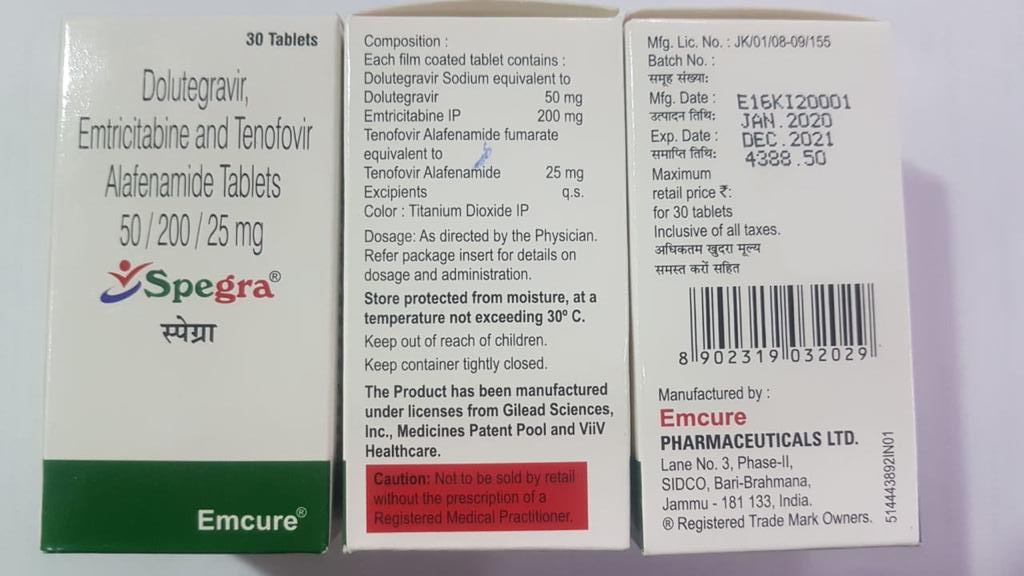 30 Tablets
Dolutegravir,
Emtricitabine and Tenofovir
Alafenamide Tablets
50 / 200 / 25 mg
Spegra®
स्पेग्रा
Emcure®
Composition :
Each film coated tablet contains :
Dolutegravir Sodium equivalent to
Dolutegravir 50 mg
Emtricitabine IP 200 mg
Tenofovir Alafenamide fumarate
equivalent to
Tenofovir Alafenamide 25 mg
Excipients q.s.
Color : Titanium Dioxide IP
Dosage: As directed by the Physician.
Refer package insert for details on
dosage and administration.
Store protected from moisture, at a
temperature not exceeding 30º C.
Keep out of reach of children.
Keep container tightly closed.
The Product has been manufactured
under licenses from Gilead Sciences,
Inc., Medicines Patent Pool and ViiV
Healthcare.
Caution: Not to be sold by retail
without the prescription of a
Registered Medical Practitioner.
Mfg. Lic. No. : JK/01/08-09/155
Batch No. :
समूह संख्या:
Mfg. Date : E16KI20001
उत्पादन तिथि: JAN. 2020
Exp. Date : DEC. 2021
समाप्ति तिथि: 4388.50
Maximum
retail price ₹:
for 30 tablets
Inclusive of all taxes.
अधिकतम खुदरा मूल्य
समस्त करों सहित
8 902319 032029
Manufactured by :
Emcure
PHARMACEUTICALS LTD.
Lane No. 3, Phase-II,
SIDCO, Bari-Brahmana,
Jammu - 181 133, India.
® Registered Trade Mark Owners.
514443892IN01